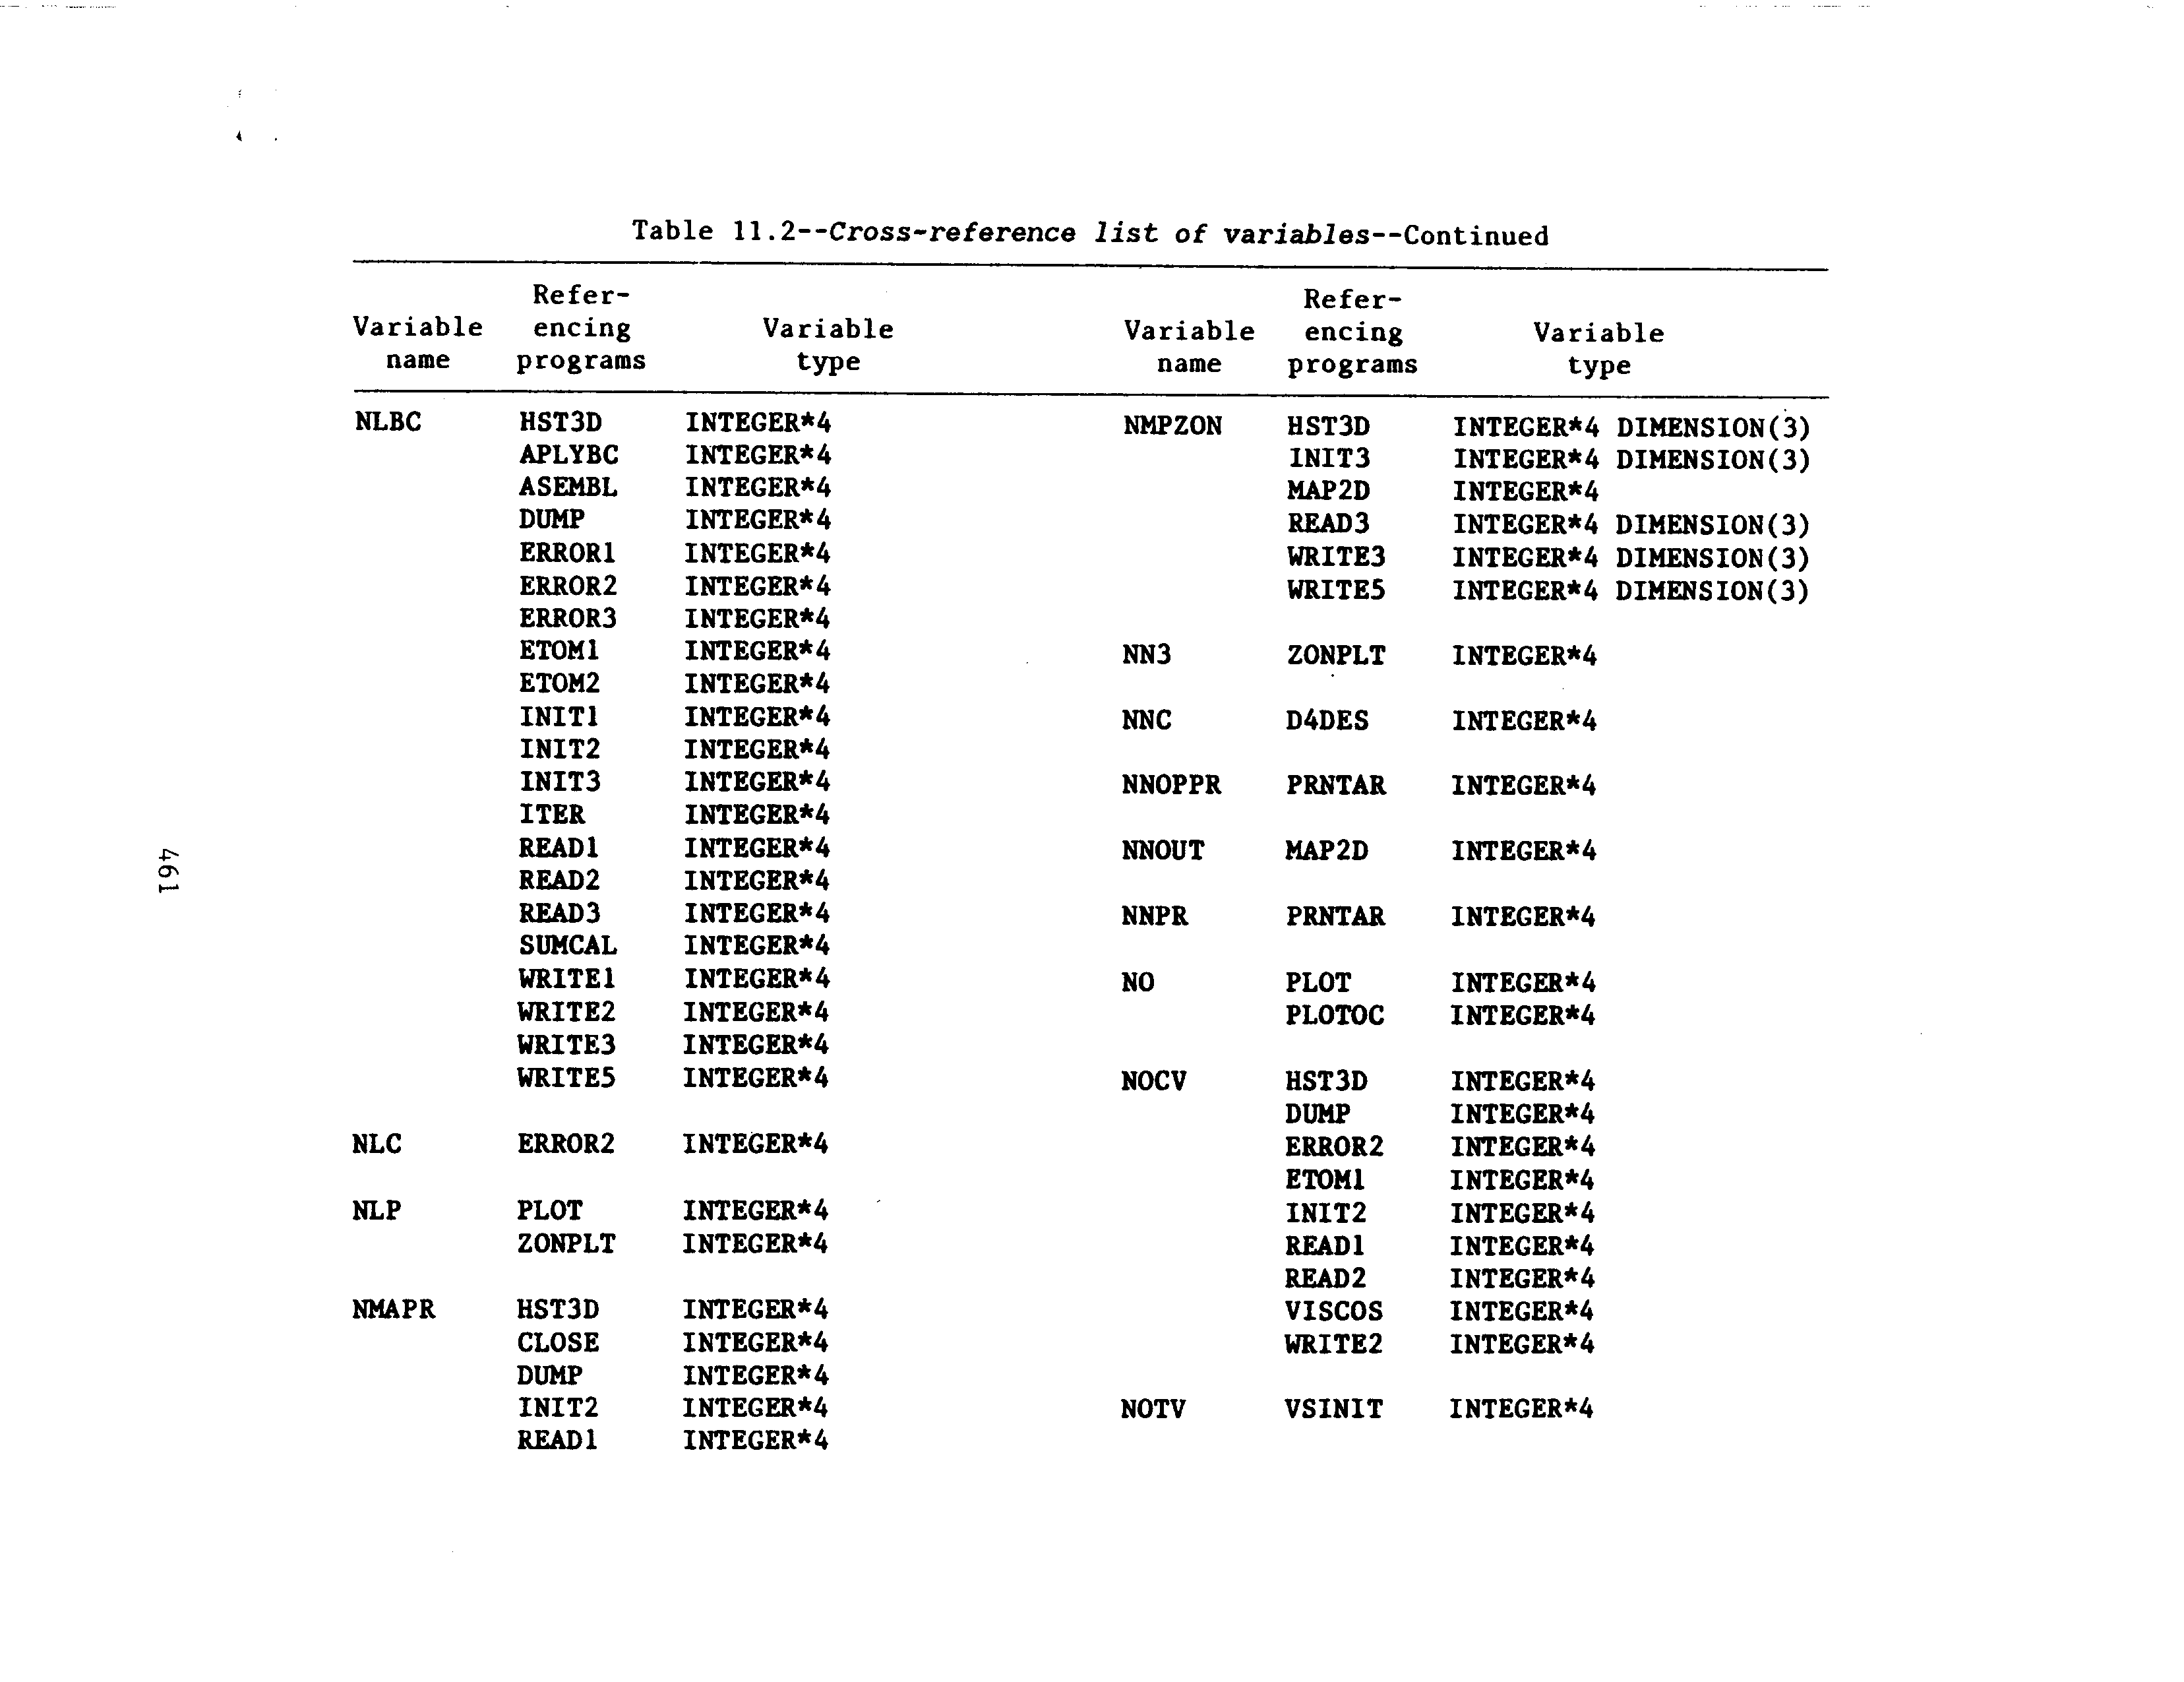 Table 11.2--Cross-reference list of variables--Continued
Variable name Refer-encing programs Variable type
NLBC HST3D INTEGER*4
APLYBC INTEGER*4
ASEMBL INTEGER*4
DUMP INTEGER*4
ERROR1 INTEGER*4
ERROR2 INTEGER*4
ERROR3 INTEGER*4
ETOM1 INTEGER*4
ETOM2 INTEGER*4
INIT1 INTEGER*4
INIT2 INTEGER*4
INIT3 INTEGER*4
ITER INTEGER*4
READ1 INTEGER*4
READ2 INTEGER*4
READ3 INTEGER*4
SUMCAL INTEGER*4
WRITE1 INTEGER*4
WRITE2 INTEGER*4
WRITE3 INTEGER*4
WRITE5 INTEGER*4
NLC ERROR2 INTEGER*4
NLP PLOT INTEGER*4
ZONPLT INTEGER*4
NMAPR HST3D INTEGER*4
CLOSE INTEGER*4
DUMP INTEGER*4
INIT2 INTEGER*4
READ1 INTEGER*4
Variable name Refer-encing programs Variable type
NMPZON HST3D INTEGER*4 DIMENSION(3)
INIT3 INTEGER*4 DIMENSION(3)
MAP2D INTEGER*4
READ3 INTEGER*4 DIMENSION(3)
WRITE3 INTEGER*4 DIMENSION(3)
WRITE5 INTEGER*4 DIMENSION(3)
NN3 ZONPLT INTEGER*4
NNC D4DES INTEGER*4
NNOPPR PRNTAR INTEGER*4
NNOUT MAP2D INTEGER*4
NNPR PRNTAR INTEGER*4
NO PLOT INTEGER*4
PLOTOC INTEGER*4
NOCV HST3D INTEGER*4
DUMP INTEGER*4
ERROR2 INTEGER*4
ETOM1 INTEGER*4
INIT2 INTEGER*4
READ1 INTEGER*4
READ2 INTEGER*4
VISCOS INTEGER*4
WRITE2 INTEGER*4
NOTV VSINIT INTEGER*4
461